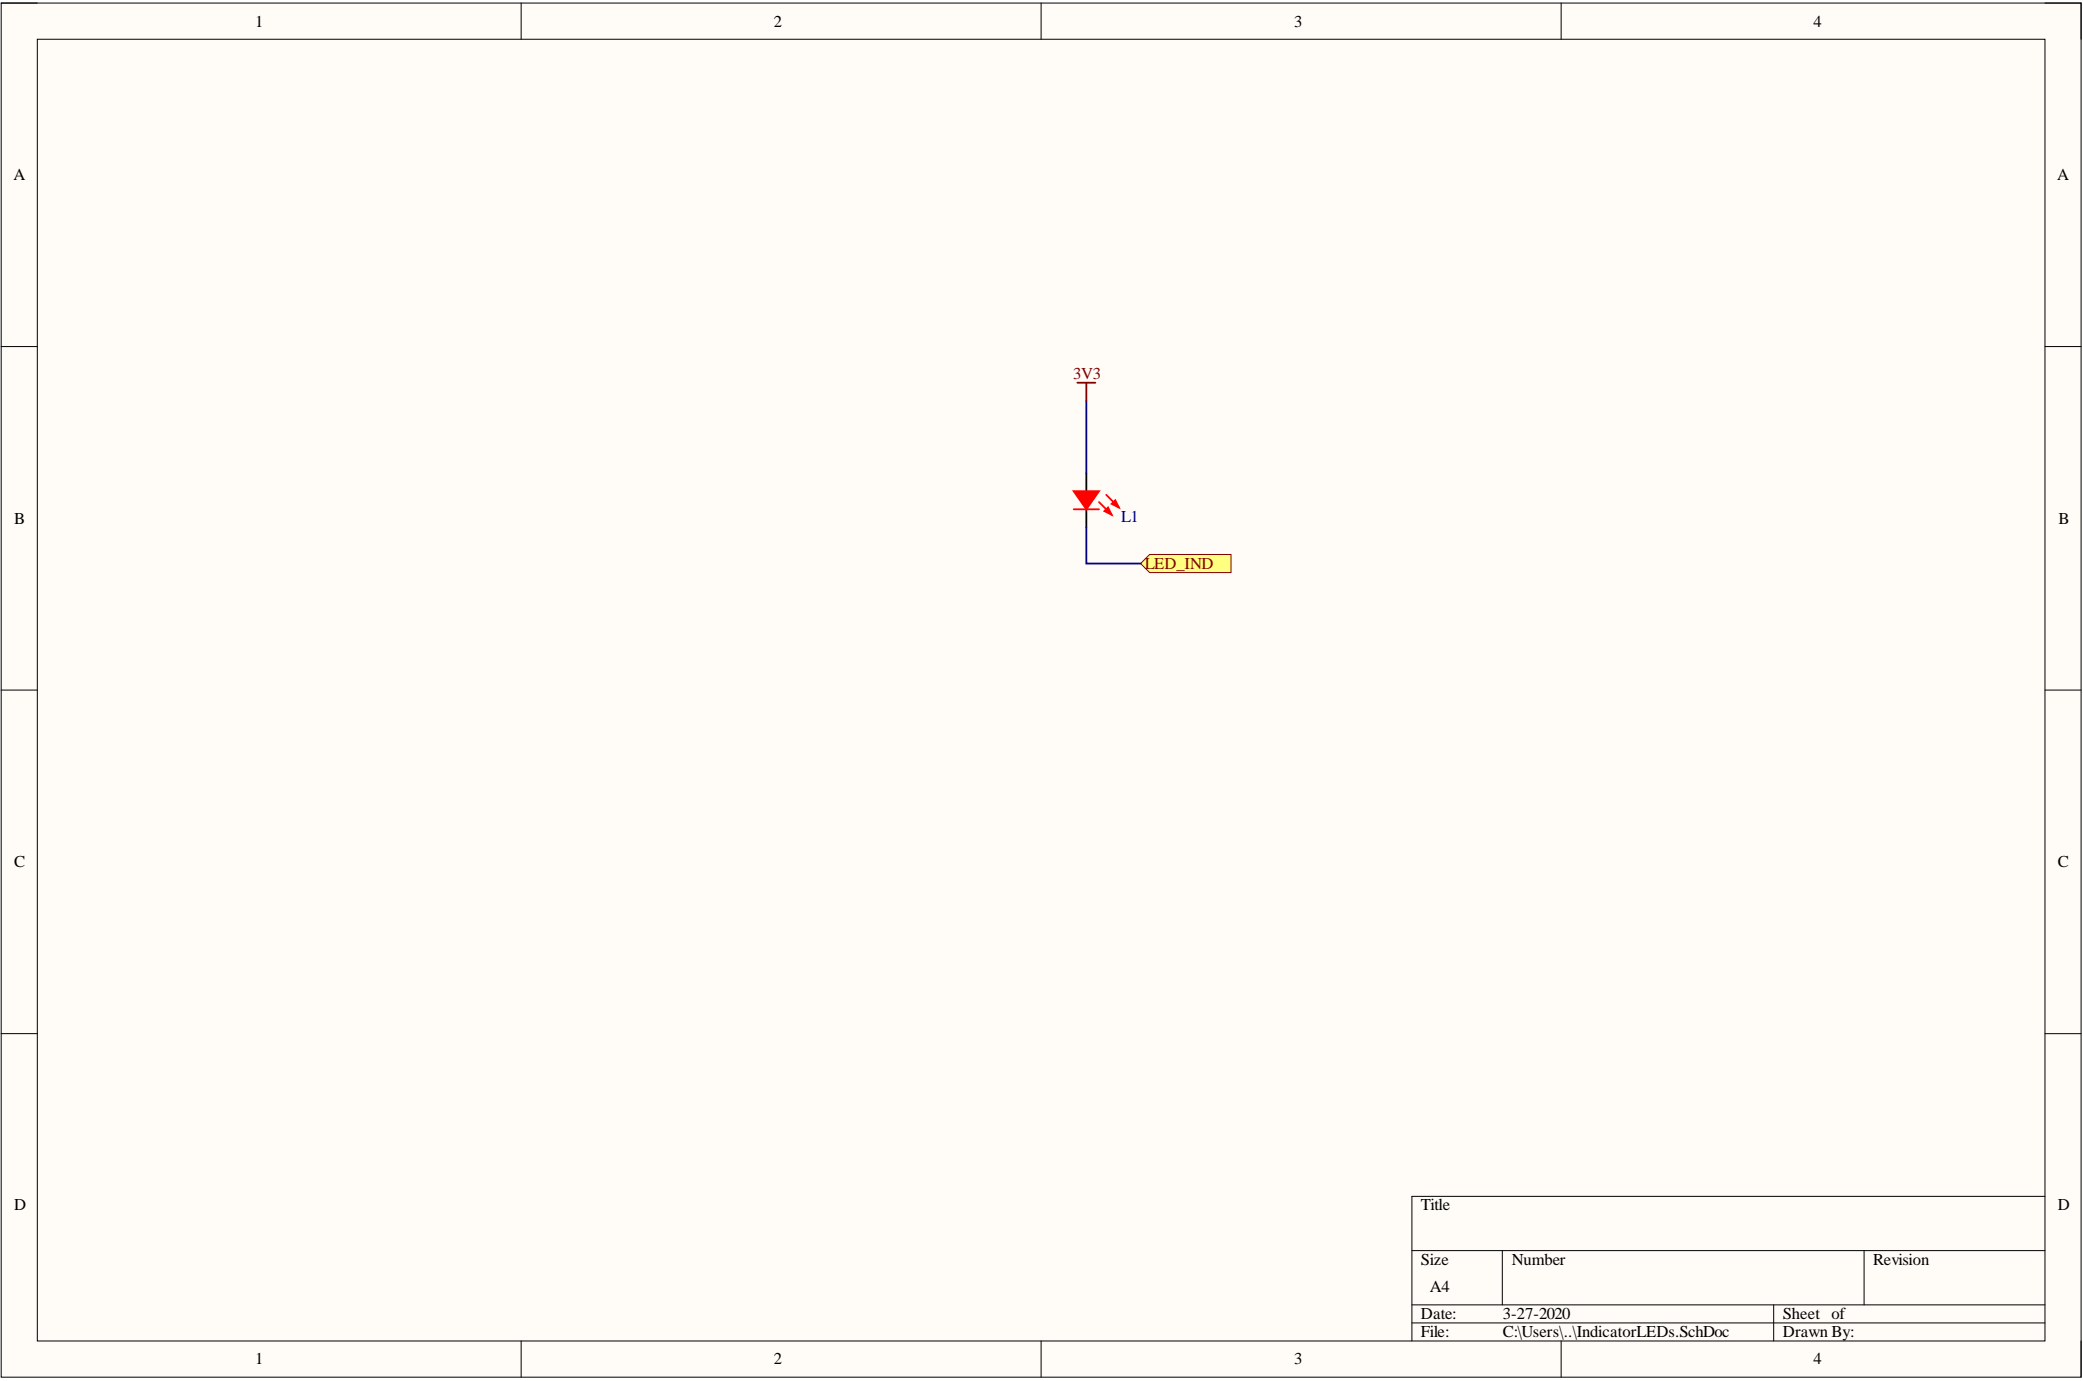 1 2 3 4
A A
3V3
B B
L1
LED_IND
C C
D D
Title
Size Number Revision
A4
Date: 3-27-2020 Sheet of
File: C:\Users\..\IndicatorLEDs.SchDoc Drawn By:
1 2 3 4